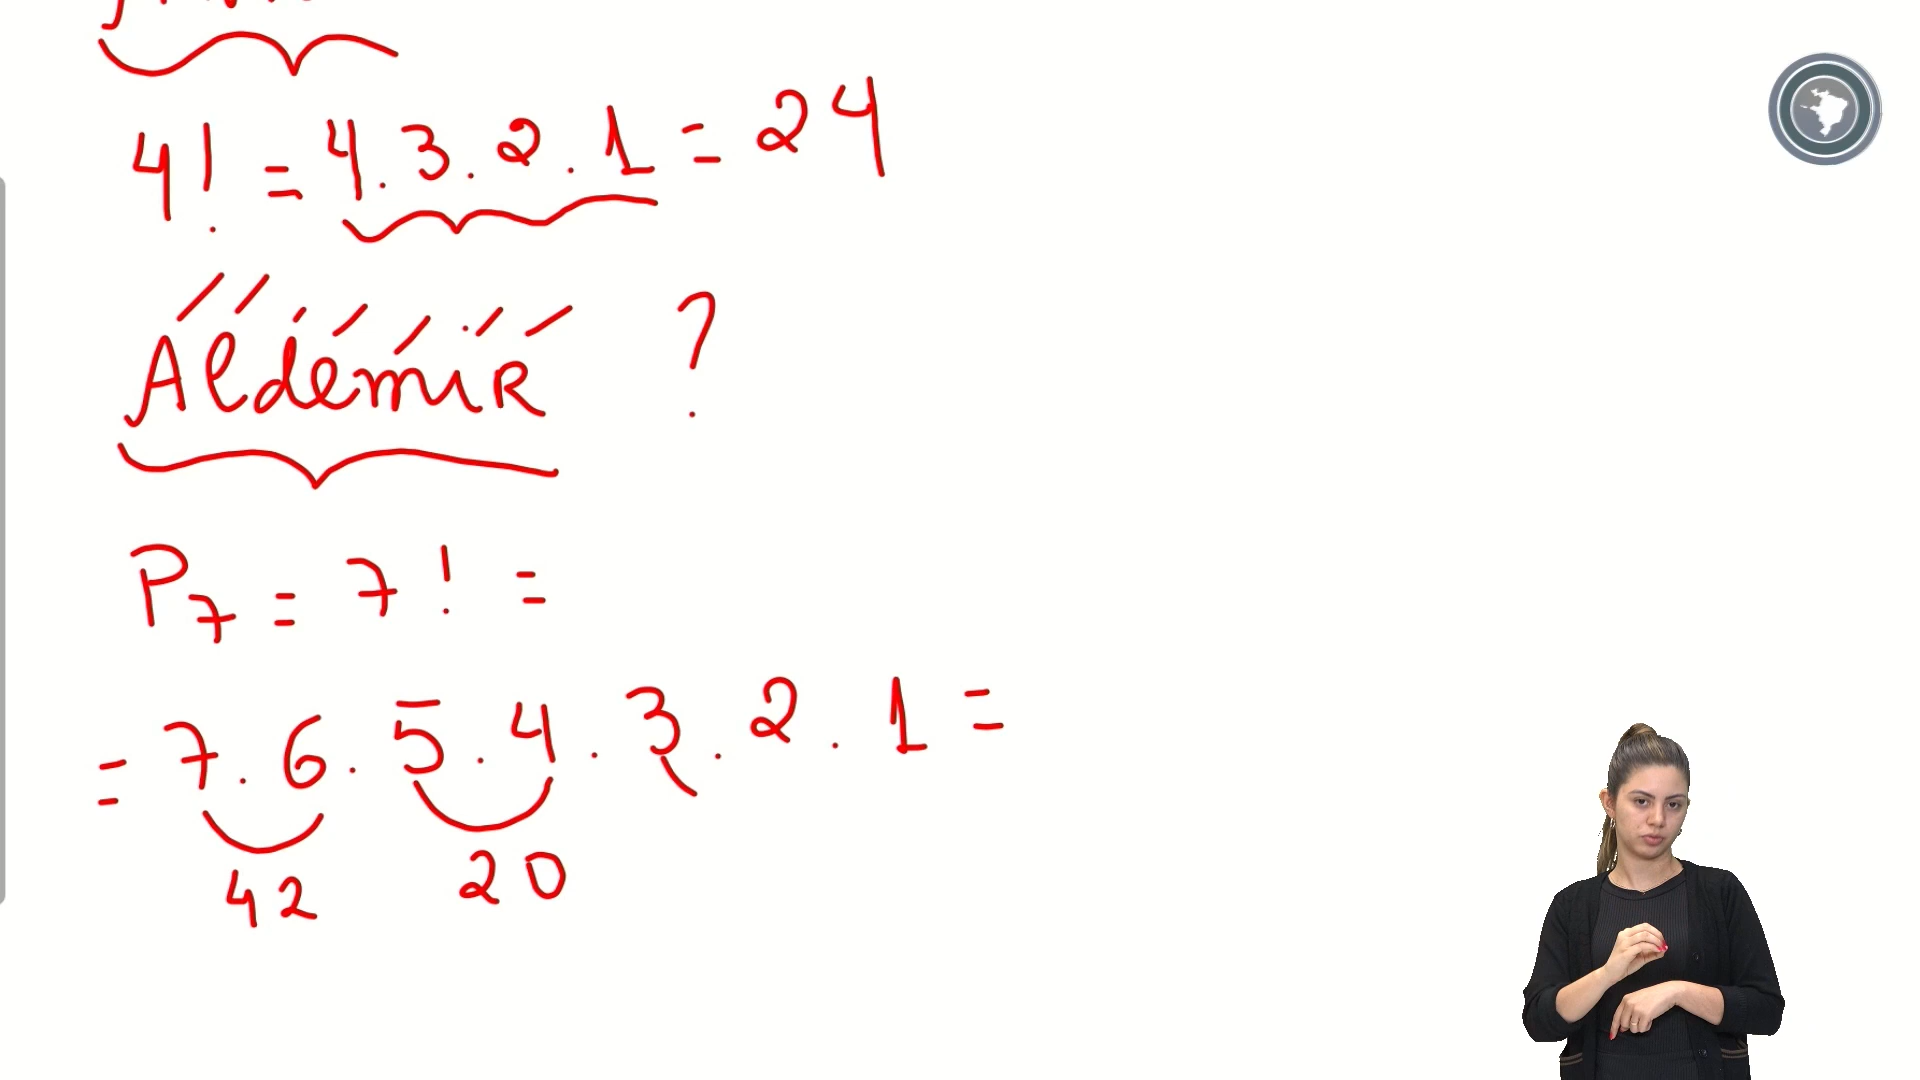 4! = 4.3.2.1 = 24
Aldemir ?
P7 = 7! =
= 7.6.5.4.3.2.1 =
42 20